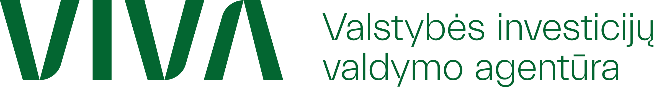 VIVA
Valstybės investicijų
valdymo agentūra